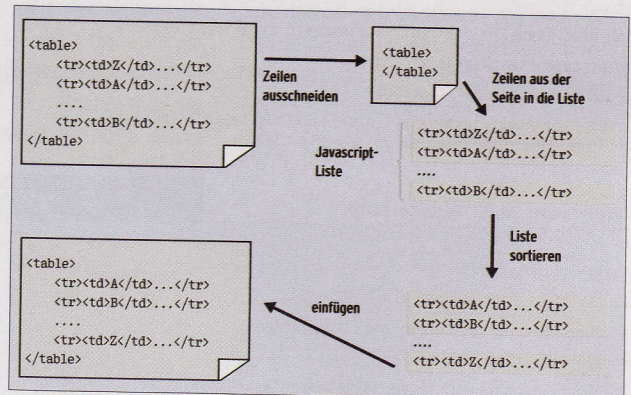 <table>
<tr><td>Z</td>...</tr>
<tr><td>A</td>...</tr>
....
<tr><td>B</td>...</tr>
</table>
Zeilen
ausschneiden
<table>
</table>
Zeilen aus der
Seite in die Liste
Javascript-
Liste
<tr><td>Z</td>...</tr>
<tr><td>A</td>...</tr>
....
<tr><td>B</td>...</tr>
Liste
sortieren
<tr><td>A</td>...</tr>
<tr><td>B</td>...</tr>
....
<tr><td>Z</td>...</tr>
einfügen
<table>
<tr><td>A</td>...</tr>
<tr><td>B</td>...</tr>
....
<tr><td>Z</td>...</tr>
</table>